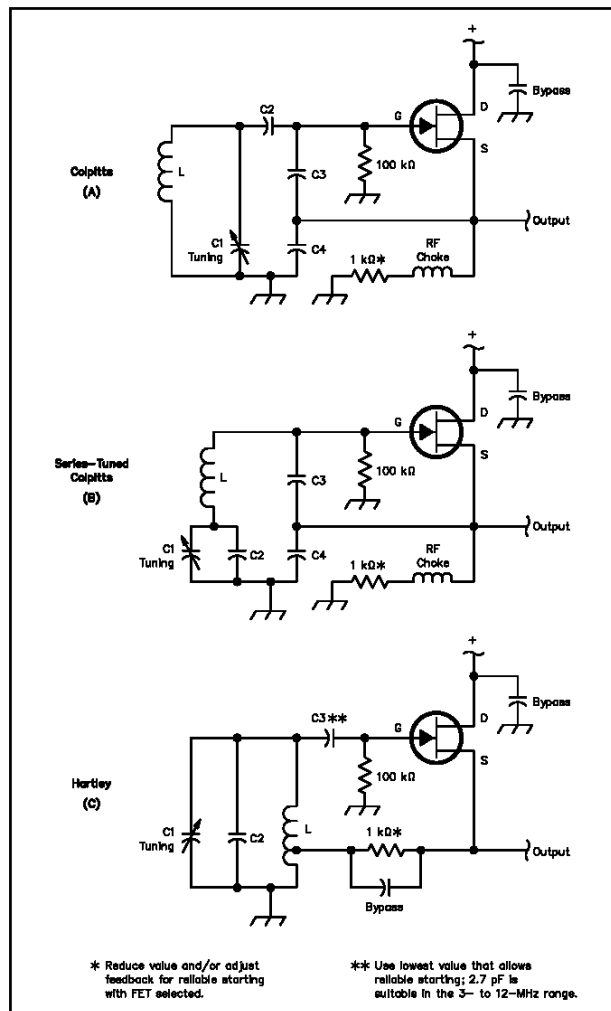 +
Bypass
C2
G
D
S
100 kΩ
Colpitts
(A)
L
C3
C1
Tuning
C4
Output
1 kΩ*
RF
Choke
+
Bypass
G
D
S
100 kΩ
Series-Tuned
Colpitts
(B)
L
C3
C1
Tuning
C2
C4
Output
1 kΩ*
RF
Choke
+
Bypass
C3**
G
D
S
100 kΩ
Hartley
(C)
C1
Tuning
C2
L
1 kΩ*
Output
Bypass
* Reduce value and/or adjust
feedback for reliable starting
with FET selected.
** Use lowest value that allows
reliable starting; 2.7 pF is
suitable in the 3- to 12-MHz range.